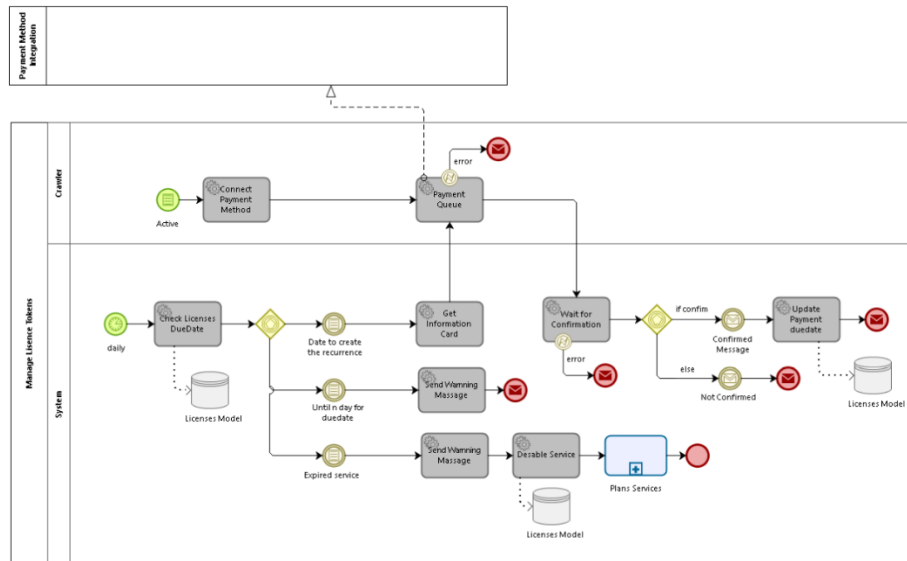 Payment Method
Integration
Manage Licence Tokens
Crawler
error
Connect
Payment
Method
Payment
Queue
Active
System
Check Licenses
DueDate
Get
Information
Card
Wait for
Confirmation
if confim
Update
Payment
duedate
daily
Date to create
the recurrence
Confirmed
Message
error
else
Licenses Model
Send Warnning
Massage
Until n day for
duedate
Not Confirmed
Licenses Model
Send Warnning
Massage
Desable Service
Expired service
Plans Services
Licenses Model